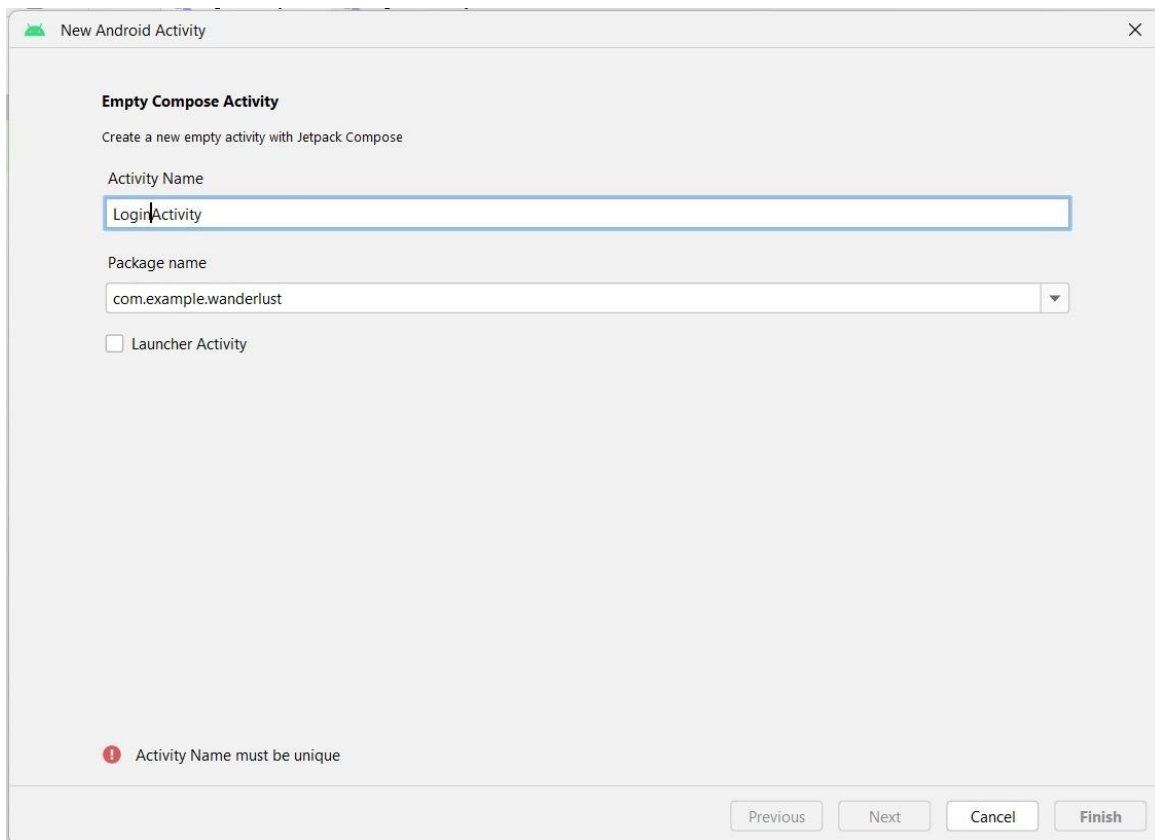 New Android Activity
Empty Compose Activity
Create a new empty activity with Jetpack Compose
Activity Name
LoginActivity
Package name
com.example.wanderlust
Launcher Activity
Activity Name must be unique
Previous Next Cancel Finish